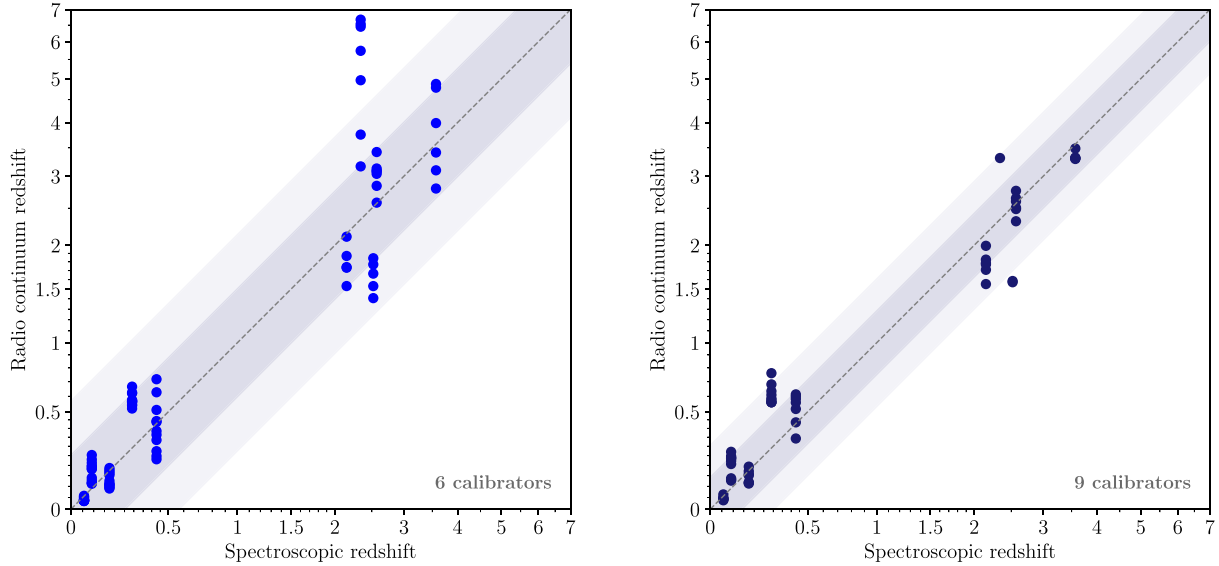 7
6
5
4
3
2
1.5
1
0.5
0
Radio continuum redshift
6 calibrators
0 0.5 1 1.5 2 3 4 5 6 7
Spectroscopic redshift
7
6
5
4
3
2
1.5
1
0.5
0
Radio continuum redshift
9 calibrators
0 0.5 1 1.5 2 3 4 5 6 7
Spectroscopic redshift